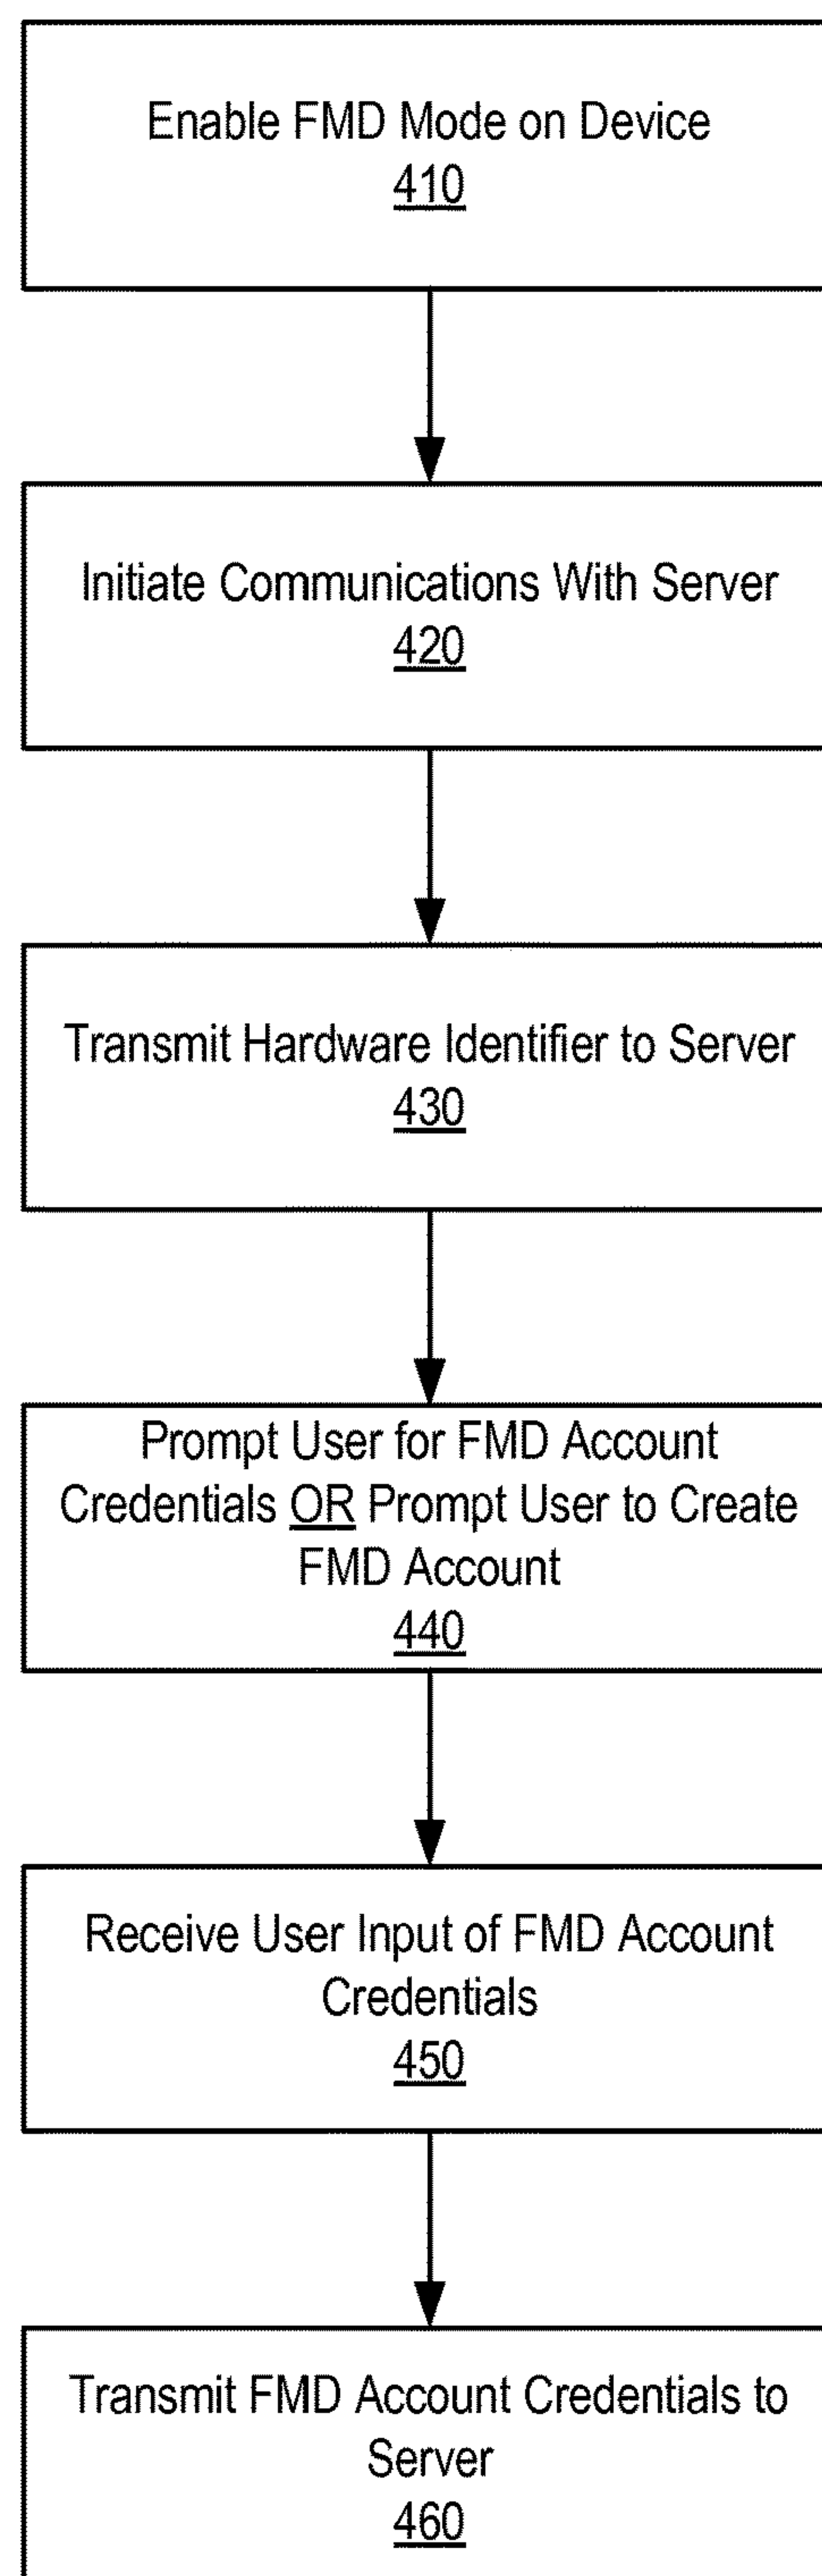 Enable FMD Mode on Device
410
Initiate Communications With Server
420
Transmit Hardware Identifier to Server
430
Prompt User for FMD Account
Credentials OR Prompt User to Create
FMD Account
440
Receive User Input of FMD Account
Credentials
450
Transmit FMD Account Credentials to
Server
460